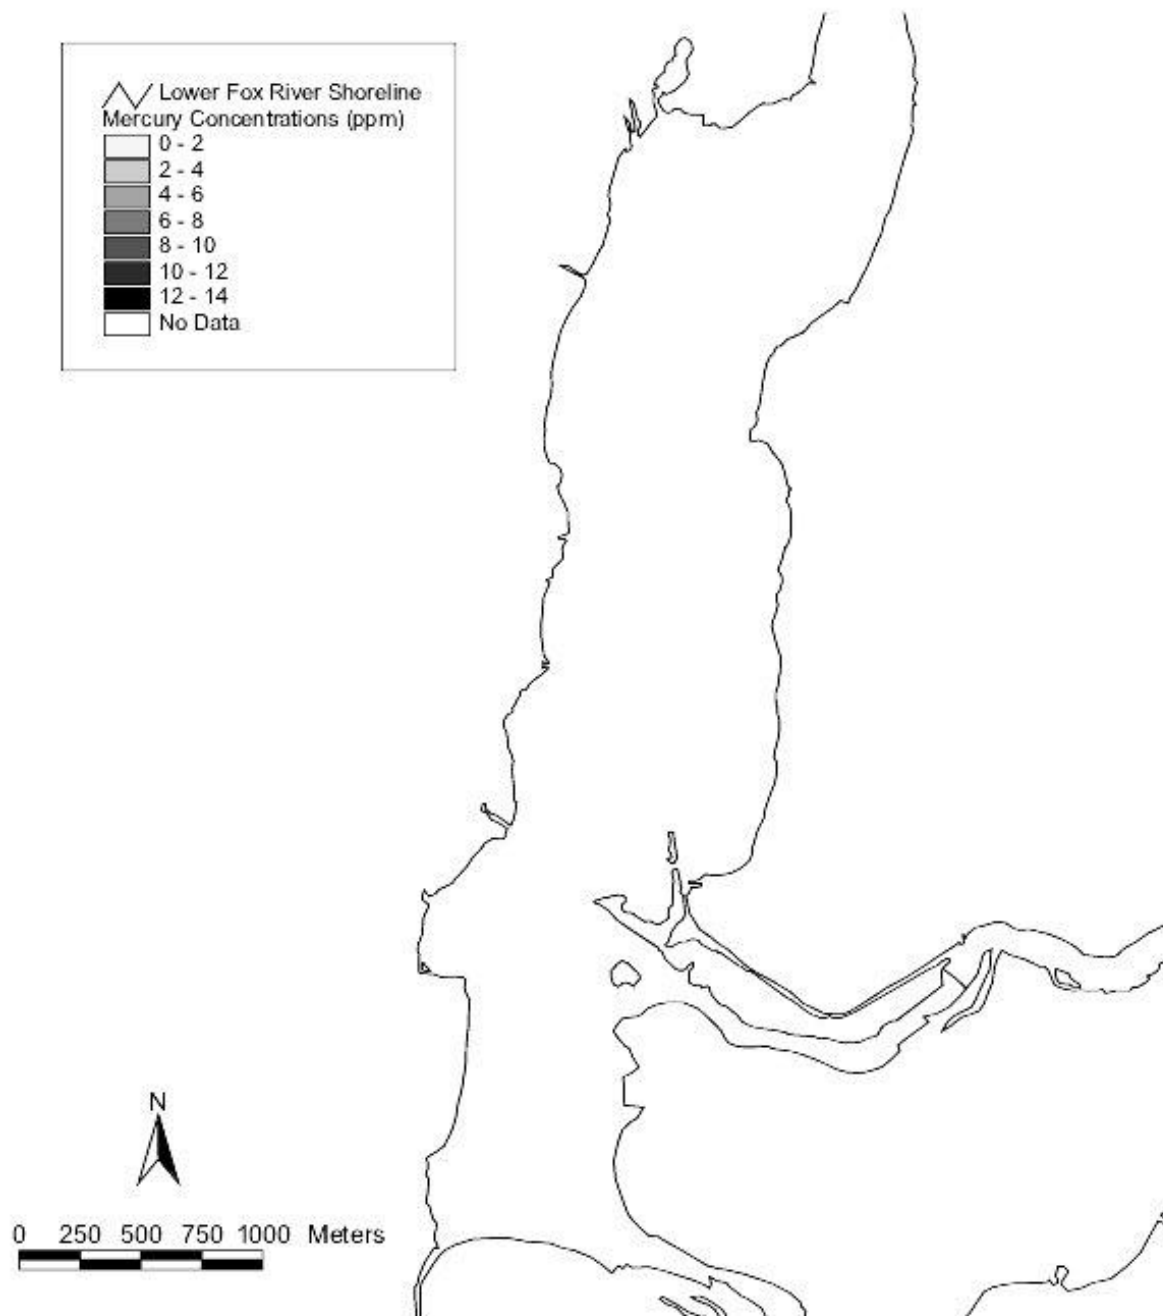 Lower Fox River Shoreline
Mercury Concentrations (ppm)
0 - 2
2 - 4
4 - 6
6 - 8
8 - 10
10 - 12
12 - 14
No Data
N
0 250 500 750 1000 Meters